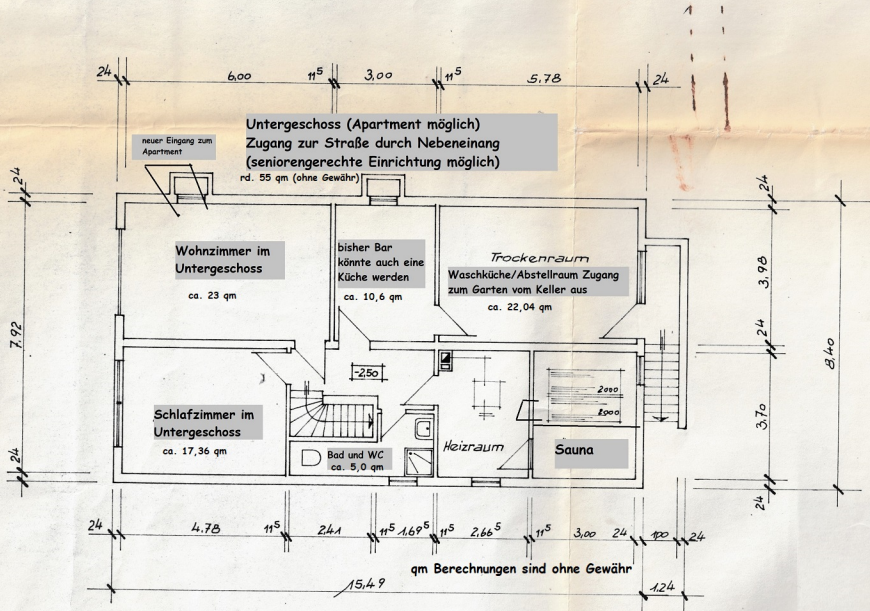 24 6,00 11⁵ 3,00 11⁵ 5.78 24
Untergeschoss (Apartment möglich)
Zugang zur Straße durch Nebeneinang
(seniorengerechte Einrichtung möglich)
rd. 55 qm (ohne Gewähr)
neuer Eingang zum
Apartment
24
24
Wohnzimmer im
Untergeschoss
ca. 23 qm
bisher Bar
könnte auch eine
Küche werden
ca. 10,6 qm
Trockenraum
Waschküche/Abstellraum Zugang
zum Garten vom Keller aus
ca. 22,04 qm
3,98
7.92
24
8,40
-2,50
Schlafzimmer im
Untergeschoss
ca. 17,36 qm
Bad und WC
ca. 5,0 qm
Heizraum
2000
2000
Sauna
3.70
24
24
24 4.78 11⁵ 2,41 11⁵ 1,69⁵ 11⁵ 2,66⁵ 11⁵ 3,00 24 100 24
qm Berechnungen sind ohne Gewähr
15,49 1.24